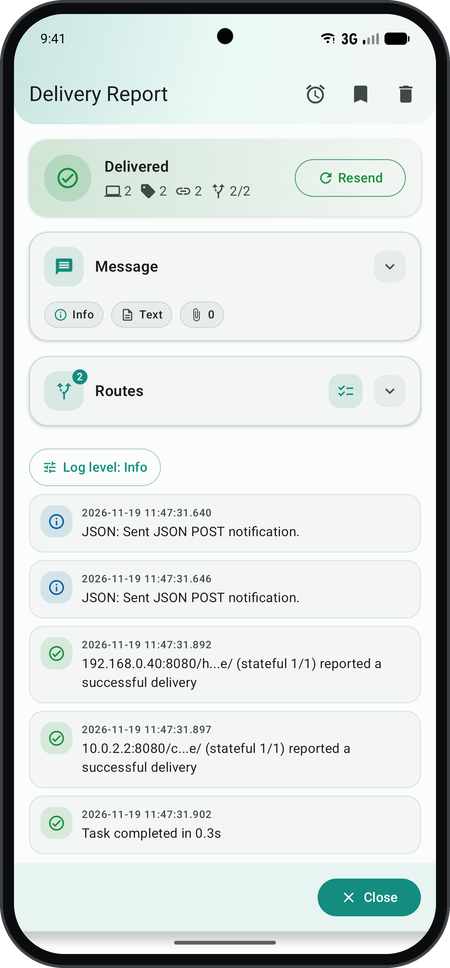 9:41
3G
Delivery Report
Delivered
2 2 2 2/2
Resend
Message
Info
Text
0
2
Routes
Log level: Info
2026-11-19 11:47:31.640
JSON: Sent JSON POST notification.
2026-11-19 11:47:31.646
JSON: Sent JSON POST notification.
2026-11-19 11:47:31.892
192.168.0.40:8080/h...e/ (stateful 1/1) reported a
successful delivery
2026-11-19 11:47:31.897
10.0.2.2:8080/c...e/ (stateful 1/1) reported a
successful delivery
2026-11-19 11:47:31.902
Task completed in 0.3s
Close